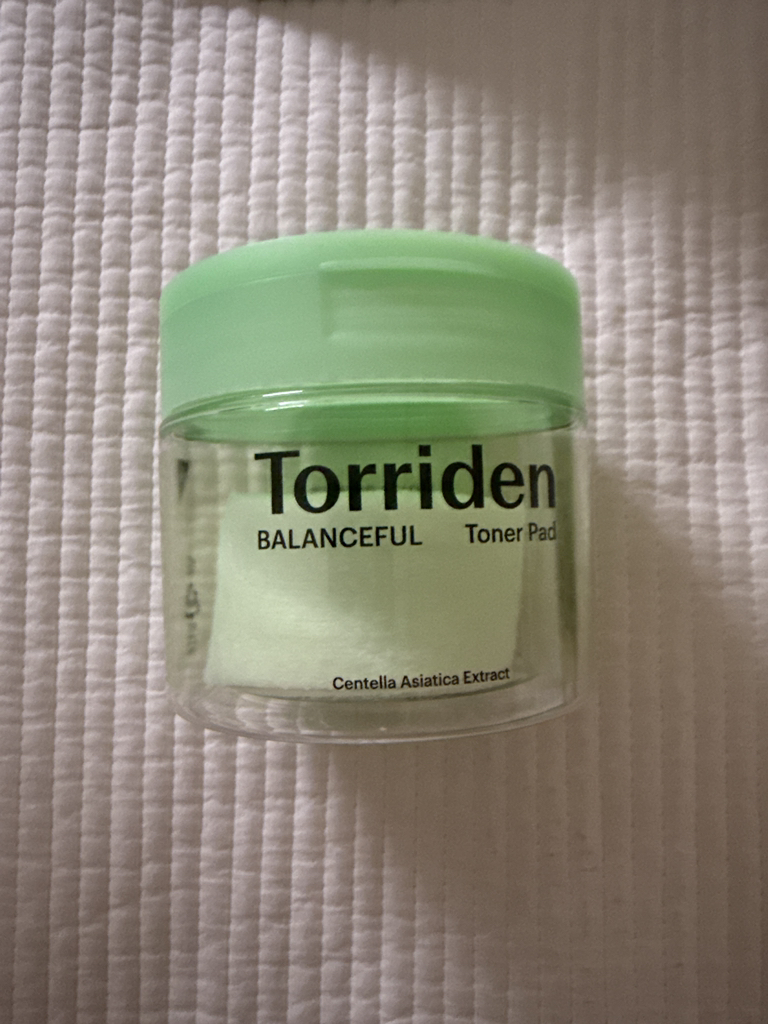 Torriden
BALANCEFUL Toner Pad
Centella Asiatica Extract